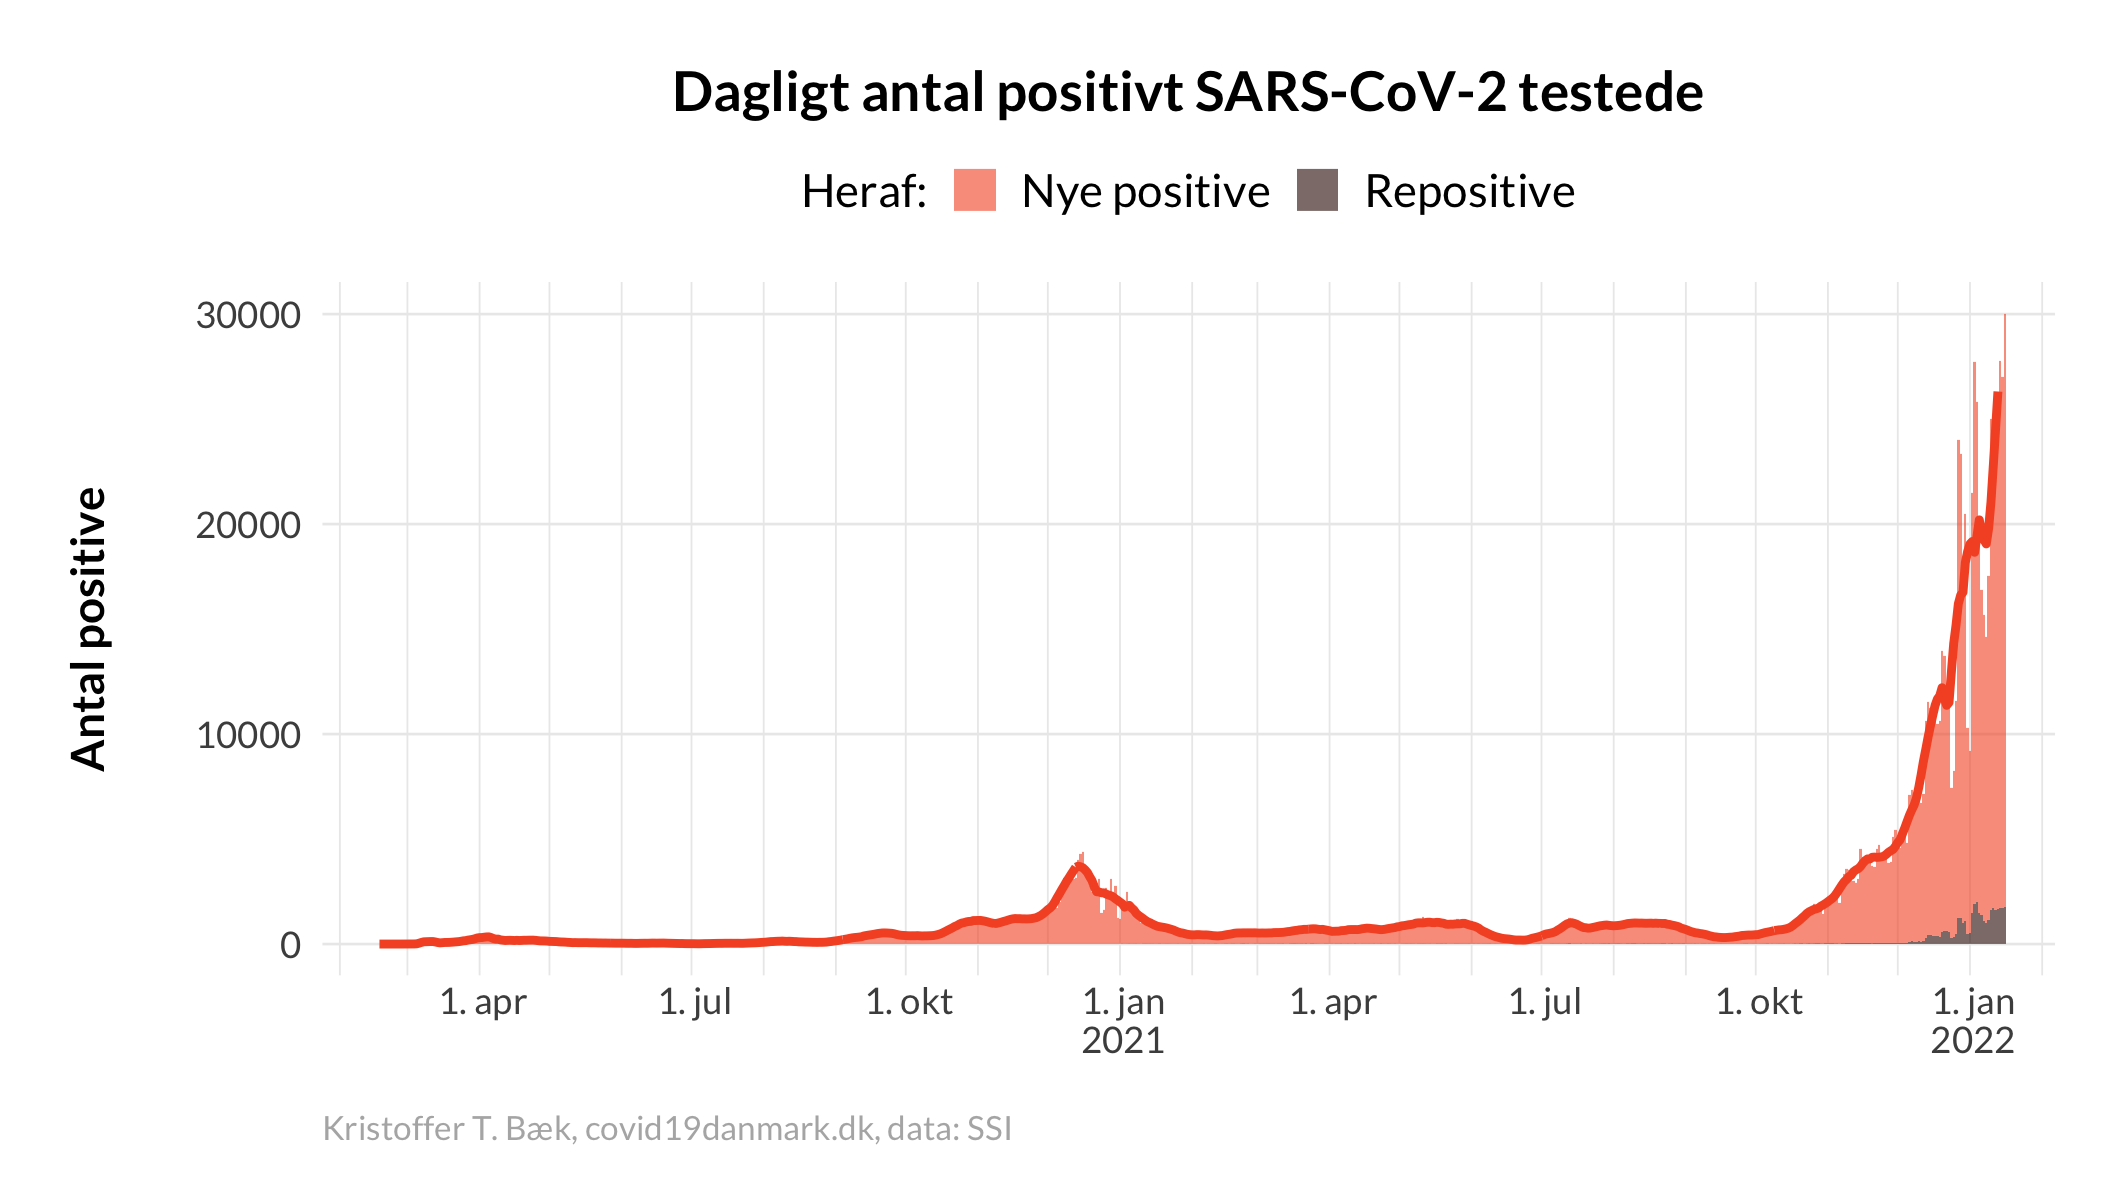 Dagligt antal positivt SARS-CoV-2 testede
Heraf: Nye positive Repositive
Antal positive
30000
20000
10000
0
1. apr 1. jul 1. okt 1. jan 1. apr 1. jul 1. okt 1. jan
2021 2022
Kristoffer T. Bæk, covid19danmark.dk, data: SSI